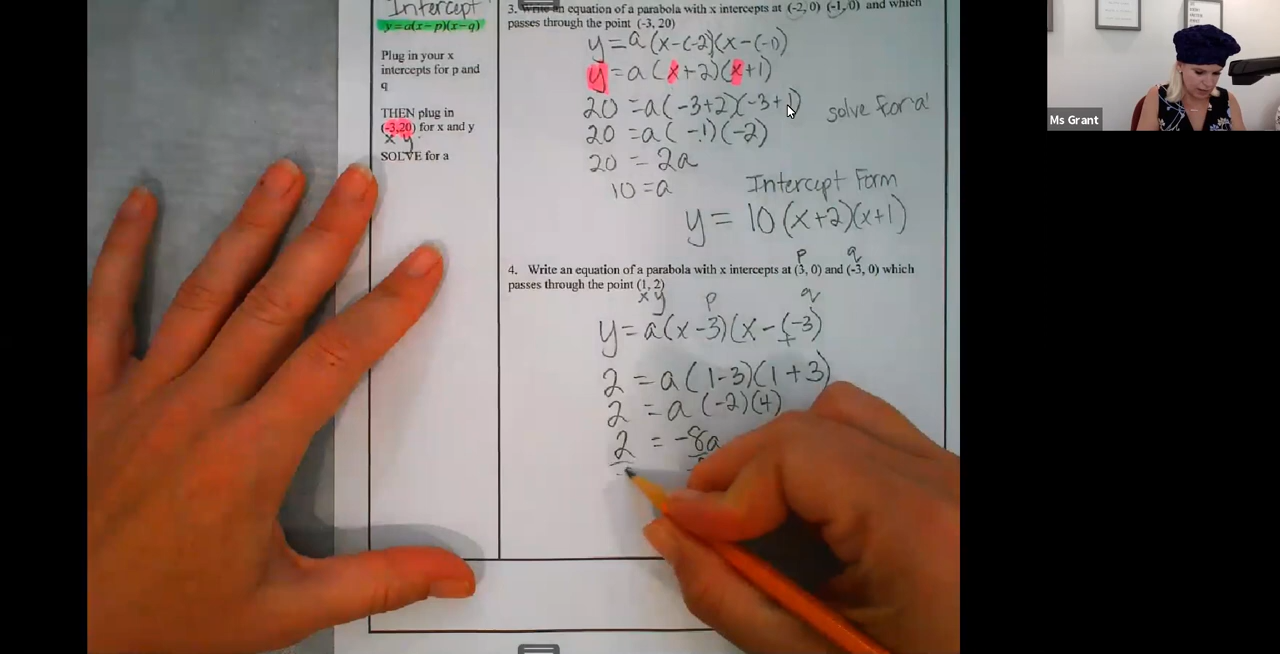 Intercept
y=a(x−p)(x−q)
Plug in your x
intercepts for p and
q
THEN plug in
(-3,20) for x and y
x y
SOLVE for a
3. Write an equation of a parabola with x intercepts at (-2, 0) (-1, 0) and which
passes through the point (-3, 20)
y=a(x-(-2)(x-(-1)
y=a(x+2)(x+1)
20=a(-3+2)(-3+1)
solve for a!
20=a(-1)(-2)
20=2a
10=a
Intercept Form
y=10(x+2)(x+1)
p q
4. Write an equation of a parabola with x intercepts at (3, 0) and (-3, 0) which
passes through the point (1, 2)
x y p q
y=a(x-3)(x-(-3)
+
2=a(1-3)(1+3)
2=a(-2)(4)
2=-8a
Ms Grant